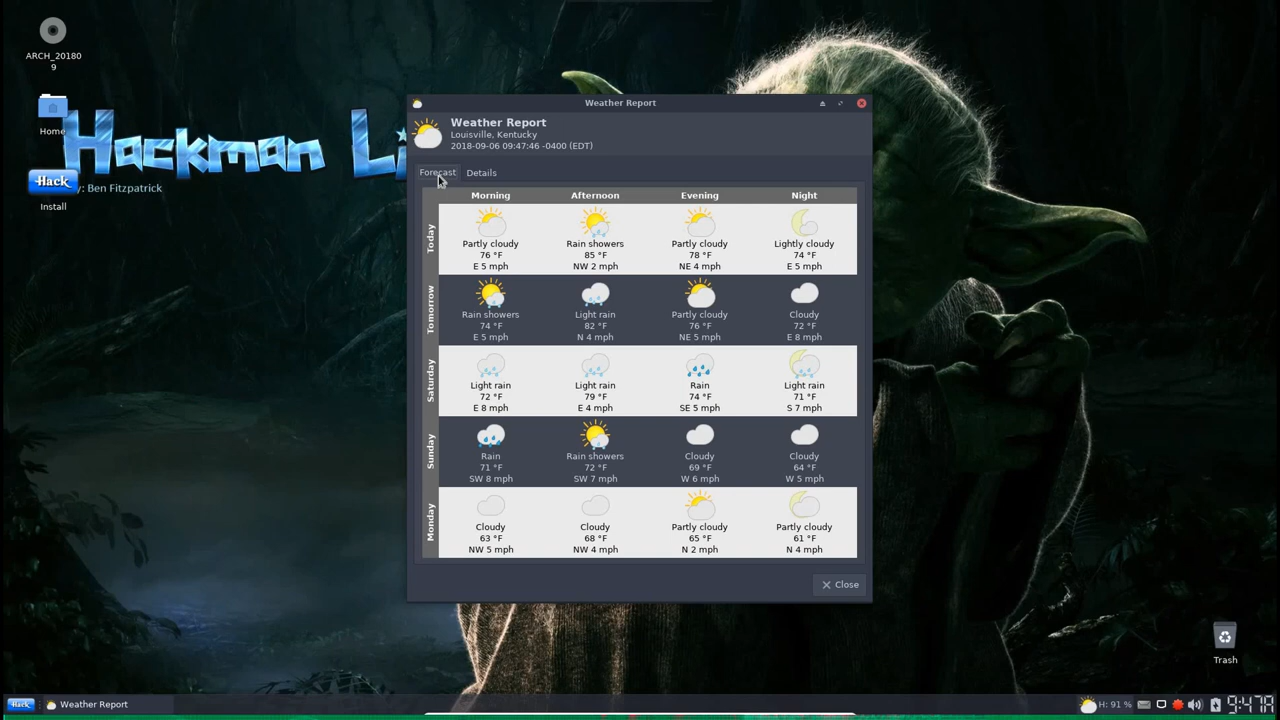 ARCH_20180
9
Home
Hackman Li
y: Ben Fitzpatrick
Hack
Install
Weather Report
Weather Report
Louisville, Kentucky
2018-09-06 09:47:46 -0400 (EDT)
Forecast Details
Morning Afternoon Evening Night
Today
Partly cloudy Rain showers Partly cloudy Lightly cloudy
76 °F 85 °F 78 °F 74 °F
E 5 mph NW 2 mph NE 4 mph E 5 mph
Tomorrow
Rain showers Light rain Partly cloudy Cloudy
74 °F 82 °F 76 °F 72 °F
E 5 mph N 4 mph NE 5 mph E 8 mph
Saturday
Light rain Light rain Rain Light rain
72 °F 79 °F 74 °F 71 °F
E 8 mph E 4 mph SE 5 mph S 7 mph
Sunday
Rain Rain showers Cloudy Cloudy
71 °F 72 °F 69 °F 64 °F
SW 8 mph SW 7 mph W 6 mph W 5 mph
Monday
Cloudy Cloudy Partly cloudy Partly cloudy
63 °F 68 °F 65 °F 61 °F
NW 5 mph NW 4 mph N 2 mph N 4 mph
Close
Trash
Hack Weather Report H: 91 % 9:47A